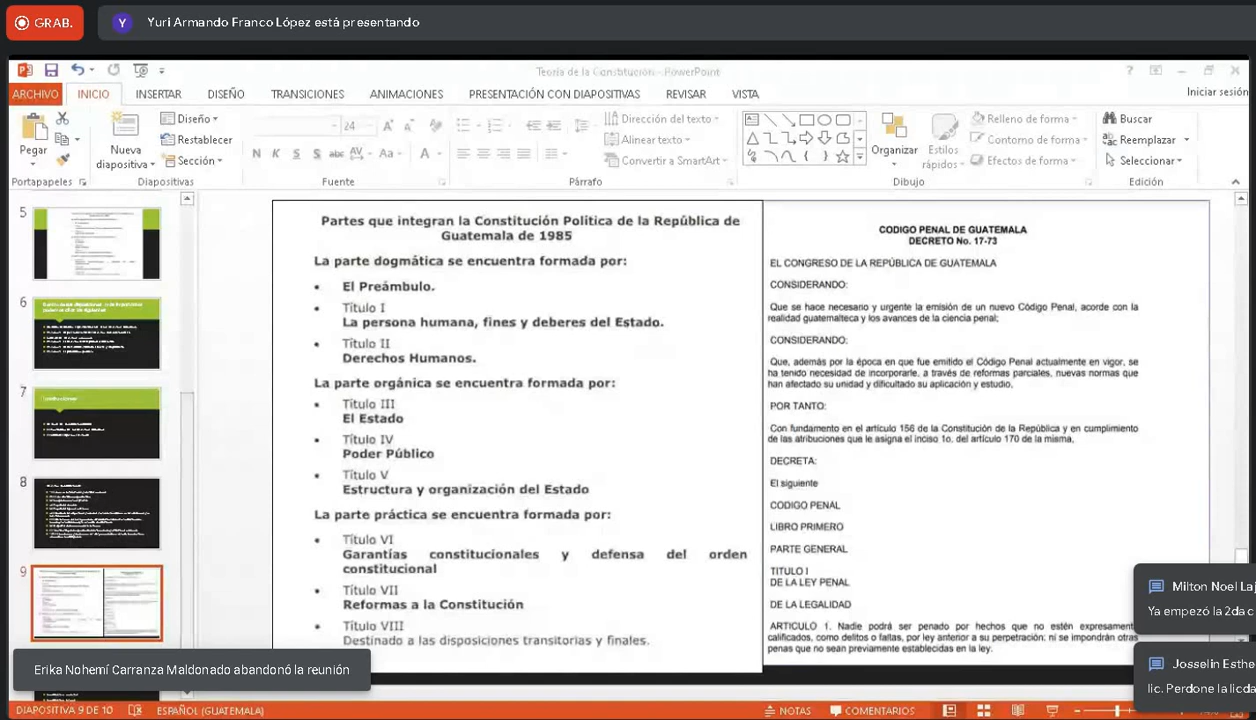 GRAB.
Y
Yuri Armando Franco López está presentando
Teoría de la Constitución - PowerPoint
ARCHIVO INICIO INSERTAR DISEÑO TRANSICIONES ANIMACIONES PRESENTACIÓN CON DIAPOSITIVAS REVISAR VISTA
Iniciar sesión
Pegar
Nueva diapositiva
Diseño
Restablecer
Sección
24
N K S S abc AV Aa A
Dirección del texto
Alinear texto
Convertir a SmartArt
Organizar
Estilos rápidos
Relleno de forma
Contorno de forma
Efectos de forma
Buscar
Reemplazar
Seleccionar
Portapapeles Diapositivas Fuente Párrafo Dibujo Edición
5
6
7
8
9
Partes que integran la Constitución Política de la República de
Guatemala de 1985
La parte dogmática se encuentra formada por:
• El Preámbulo.
• Título I
La persona humana, fines y deberes del Estado.
• Título II
Derechos Humanos.
La parte orgánica se encuentra formada por:
• Título III
El Estado
• Título IV
Poder Público
• Título V
Estructura y organización del Estado
La parte práctica se encuentra formada por:
• Título VI
Garantías constitucionales y defensa del orden
constitucional
• Título VII
Reformas a la Constitución
• Título VIII
Destinado a las disposiciones transitorias y finales.
CODIGO PENAL DE GUATEMALA
DECRETO No. 17-73
EL CONGRESO DE LA REPÚBLICA DE GUATEMALA
CONSIDERANDO:
Que se hace necesario y urgente la emisión de un nuevo Código Penal, acorde con la
realidad guatemalteca y los avances de la ciencia penal;
CONSIDERANDO:
Que, además por la época en que fue emitido el Código Penal actualmente en vigor, se
ha tenido necesidad de incorporarle, a través de reformas parciales, nuevas normas que
han afectado su unidad y dificultado su aplicación y estudio,
POR TANTO:
Con fundamento en el artículo 156 de la Constitución de la República y en cumplimiento
de las atribuciones que le asigna el inciso 1o. del artículo 170 de la misma,
DECRETA:
El siguiente
CODIGO PENAL
LIBRO PRIMERO
PARTE GENERAL
TITULO I
DE LA LEY PENAL
DE LA LEGALIDAD
ARTICULO 1. Nadie podrá ser penado por hechos que no estén expresament
calificados, como delitos o faltas, por ley anterior a su perpetración; ni se impondrán otras
penas que no sean previamente establecidas en la ley.
Milton Noel Laj
Ya empezó la 2da c
Josselin Esthe
lic. Perdone la licda
Erika Nohemí Carranza Maldonado abandonó la reunión
DIAPOSITIVA 9 DE 10 ESPAÑOL (GUATEMALA) NOTAS COMENTARIOS